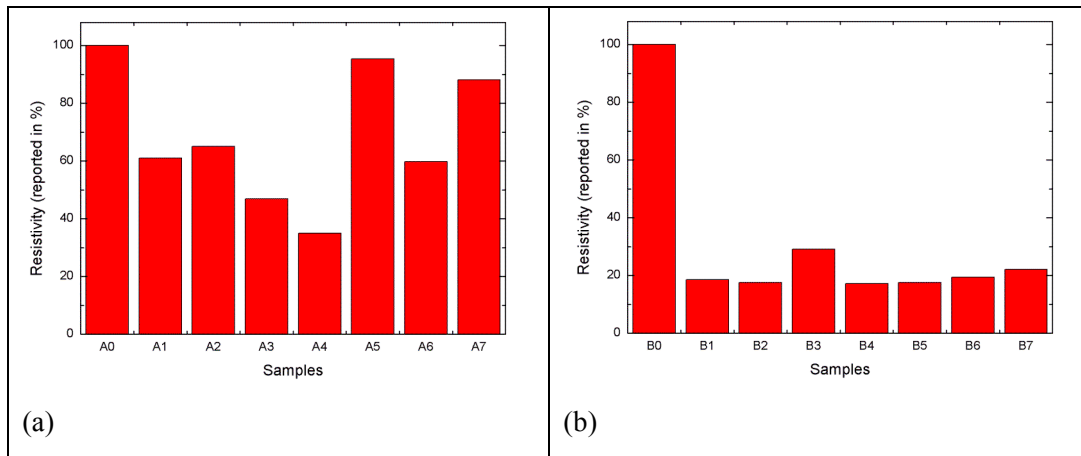 Resistivity (reported in %)
100
80
60
40
20
0
A0 A1 A2 A3 A4 A5 A6 A7
Samples
(a)
Resistivity (reported in %)
100
80
60
40
20
0
B0 B1 B2 B3 B4 B5 B6 B7
Samples
(b)